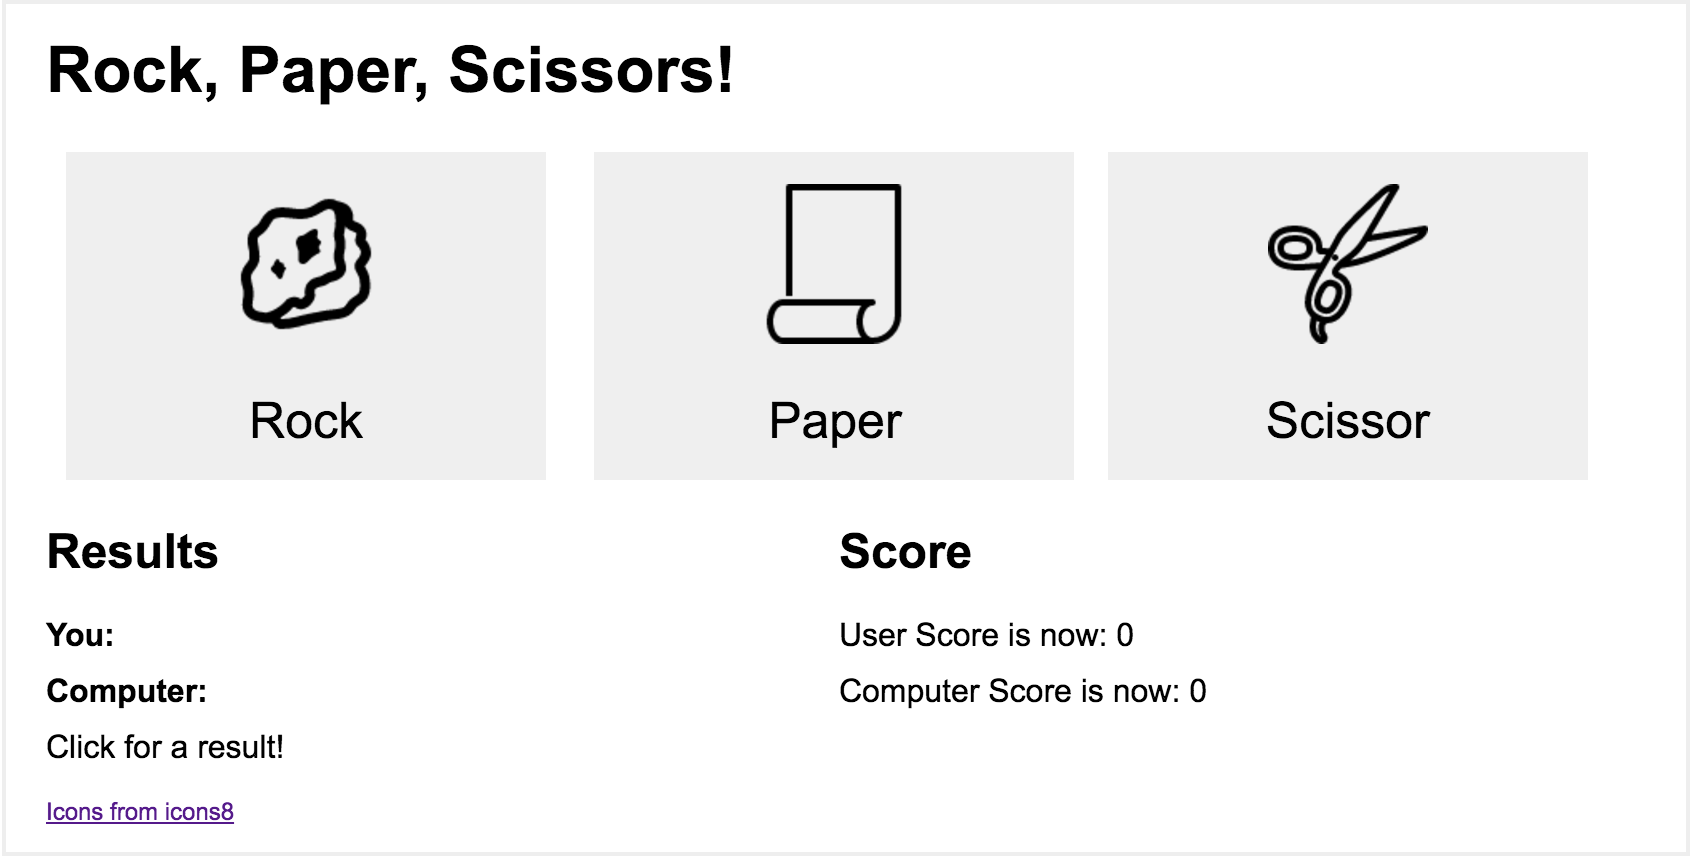 Rock, Paper, Scissors!
Rock
Paper
Scissor
Results
You:
Computer:
Click for a result!
Score
User Score is now: 0
Computer Score is now: 0
Icons from icons8